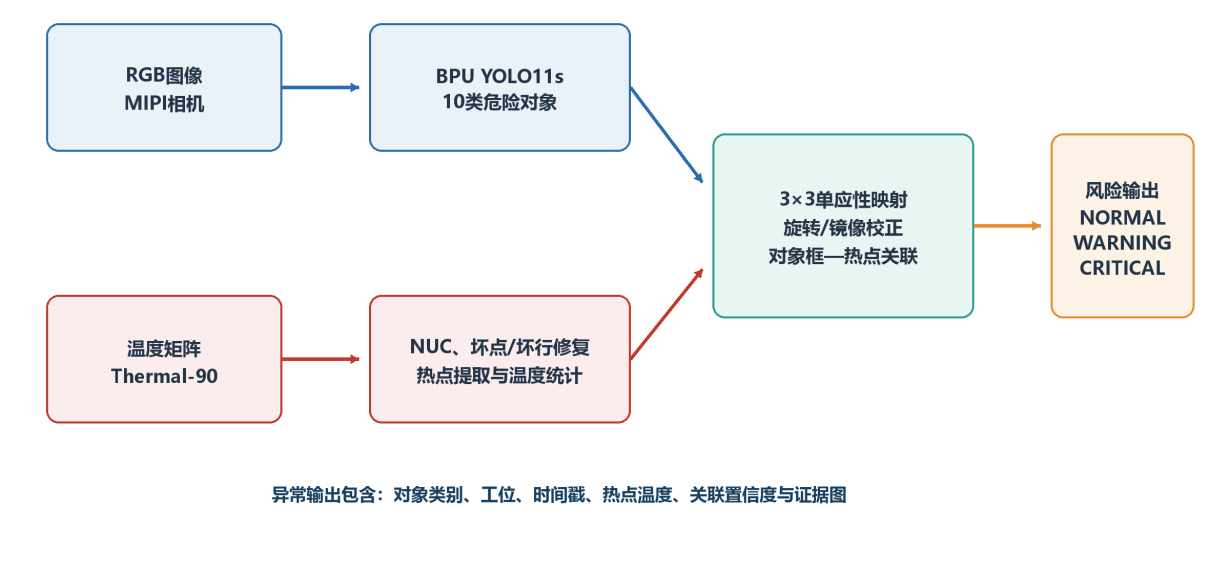 RGB图像
MIPI相机
BPU YOLO11s
10类危险对象
3×3单应性映射
旋转/镜像校正
对象框—热点关联
风险输出
NORMAL
WARNING
CRITICAL
温度矩阵
Thermal-90
NUC、坏点/坏行修复
热点提取与温度统计
异常输出包含：对象类别、工位、时间戳、热点温度、关联置信度与证据图